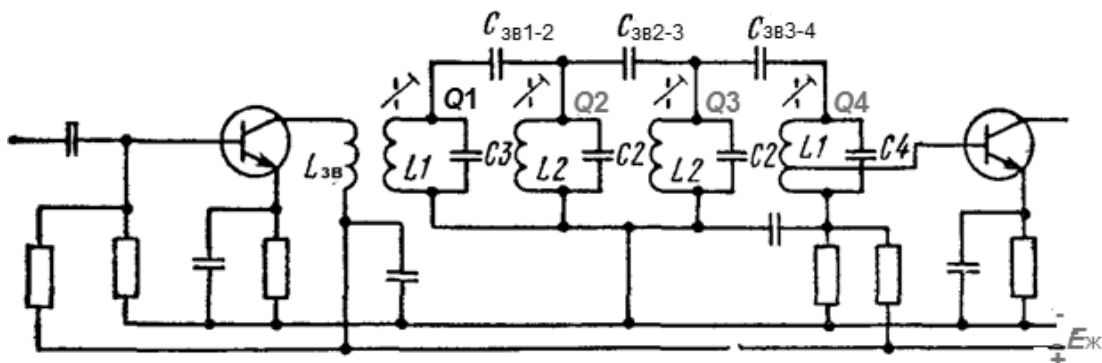 Cзв1-2 Cзв2-3 Cзв3-4
Q1 Q2 Q3 Q4
Lзв L1 C3 L2 C2 L2 C2 L1 C4
-
Eж
+